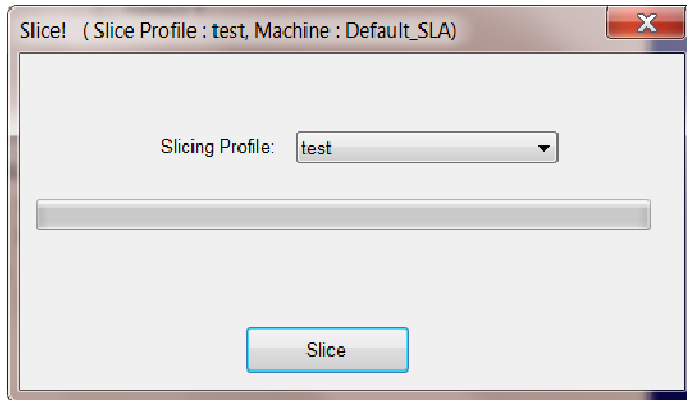 Slice!   ( Slice Profile : test, Machine : Default_SLA)
Slicing Profile: test
Slice